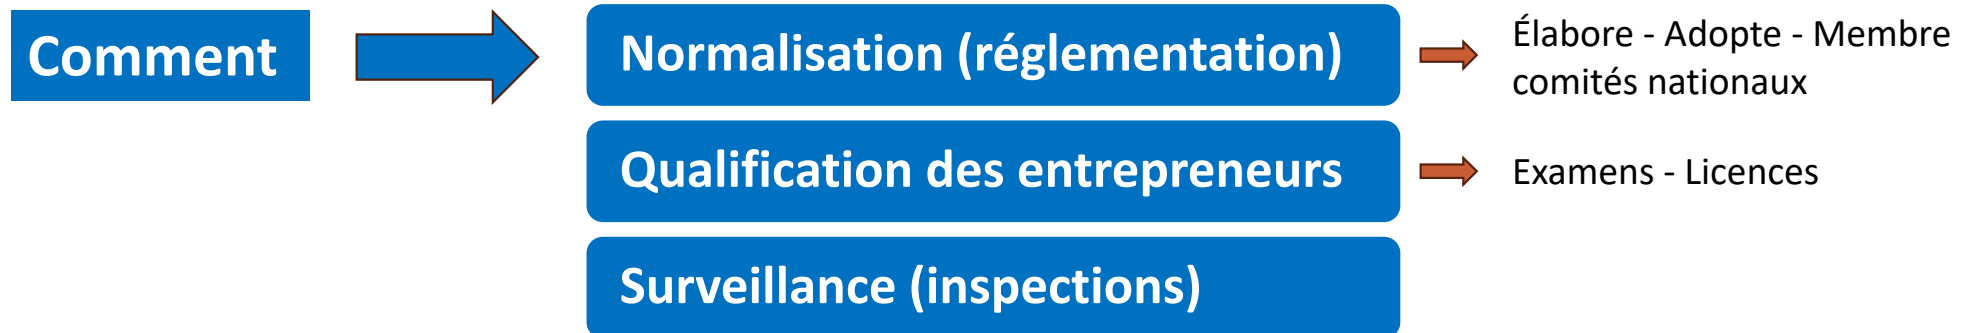 Comment
Normalisation (réglementation)
Élabore - Adopte - Membre
comités nationaux
Qualification des entrepreneurs
Examens - Licences
Surveillance (inspections)